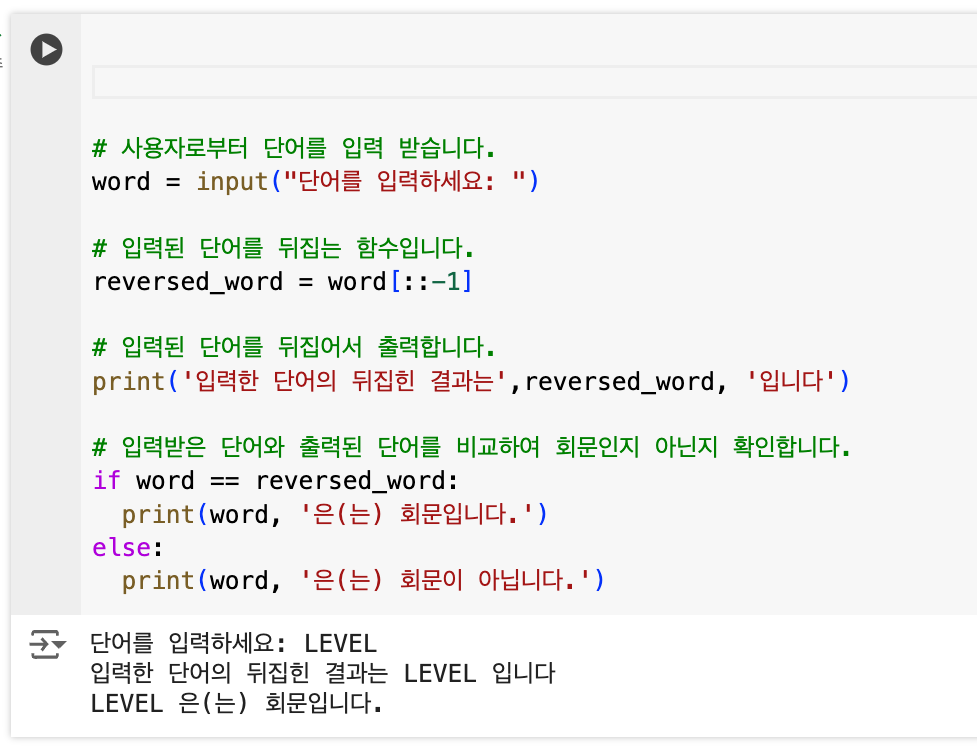 # 사용자로부터 단어를 입력 받습니다.
word = input("단어를 입력하세요: ")
# 입력된 단어를 뒤집는 함수입니다.
reversed_word = word[::-1]
# 입력된 단어를 뒤집어서 출력합니다.
print('입력한 단어의 뒤집힌 결과는',reversed_word, '입니다')
# 입력받은 단어와 출력된 단어를 비교하여 회문인지 아닌지 확인합니다.
if word == reversed_word:
  print(word, '은(는) 회문입니다.')
else:
  print(word, '은(는) 회문이 아닙니다.')
단어를 입력하세요: LEVEL
입력한 단어의 뒤집힌 결과는 LEVEL 입니다
LEVEL 은(는) 회문입니다.